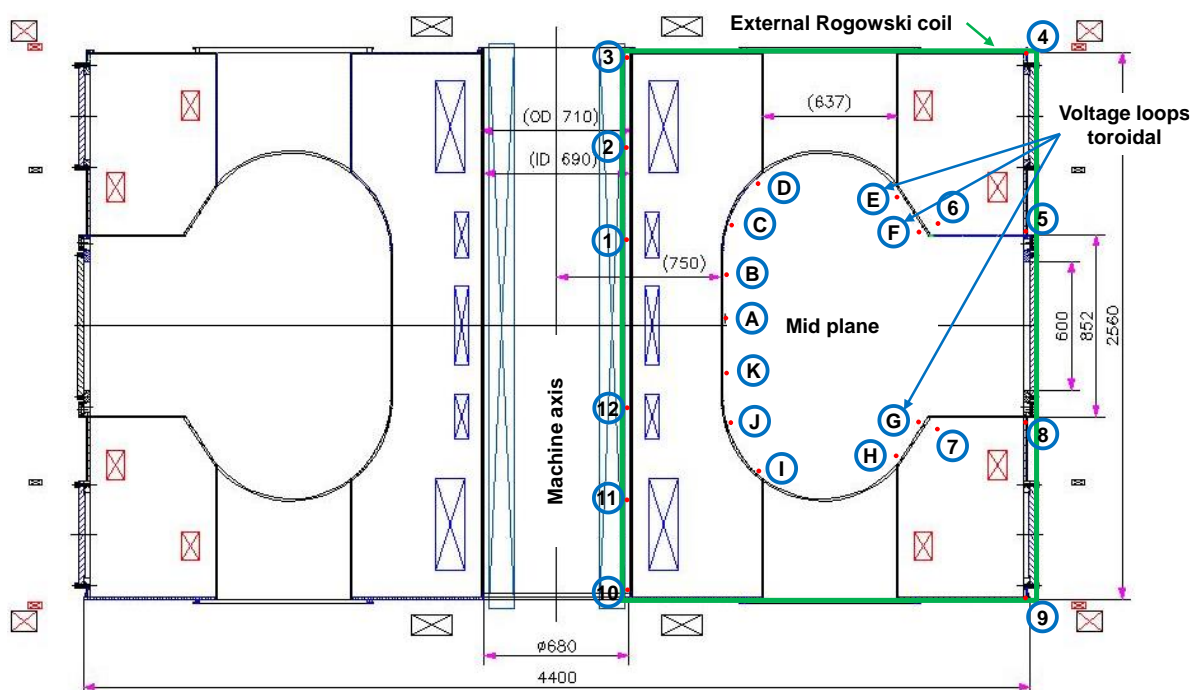 External Rogowski coil
4
3
(OD 710)
(637)
Voltage loops
toroidal
2
(ID 690)
D
E
6
C
F
5
1
(750)
B
A
Mid plane
600
852
2560
K
Machine axis
12
J
G
7
8
I
H
11
10
9
ø680
4400